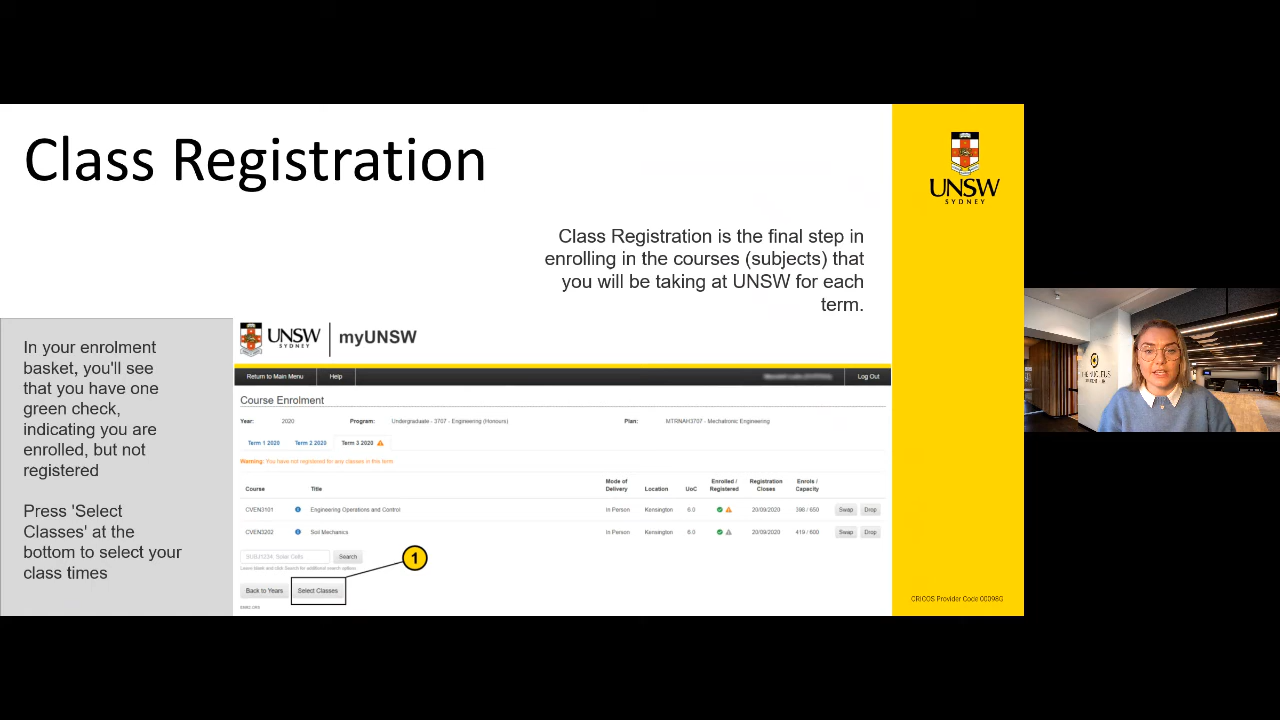 Class Registration
UNSW
SYDNEY
Class Registration is the final step in
enrolling in the courses (subjects) that
you will be taking at UNSW for each
term.
In your enrolment
basket, you'll see
that you have one
green check,
indicting you are
enrolled, but not
registered
Press 'Select
Classes' at the
bottom to select your
class times
UNSW
SYDNEY
myUNSW
Return to Main Menu Help Log Out
Course Enrolment
Year: 2020 Program: Undergraduate - 3707 - Engineering (Honours) Plan: MTRNAH3707 - Mechatronic Engineering
Term 1 2020 Term 2 2020 Term 3 2020
Warning: You have not registered for any classes in this term.
Course Title Mode of Delivery Location UoC Enrolled / Registered Registration Closes Enrols / Capacity
CVEN3101 Engineering Operations and Control In Person Kensington 6.0 20/09/2020 398 / 650 Swap Drop
CVEN3202 Soil Mechanics In Person Kensington 6.0 20/09/2020 419 / 600 Swap Drop
SUBJ1234 Solar Cells Search
Leave blank and click Search for additional search options
1
Back to Years Select Classes
CRICOS Provider Code 00098G